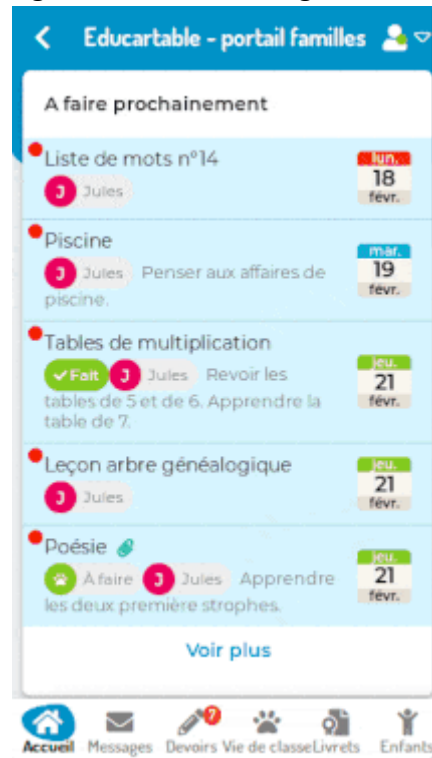 Educartable - portail familles
A faire prochainement
Liste de mots n°14
J Jules
lun.
18
févr.
Piscine
J Jules Penser aux affaires de
piscine.
mar.
19
févr.
Tables de multiplication
Fait J Jules Revoir les
tables de 5 et de 6. Apprendre la
table de 7.
jeu.
21
févr.
Leçon arbre généalogique
J Jules
jeu.
21
févr.
Poésie
À faire J Jules Apprendre
les deux première strophes.
jeu.
21
févr.
Voir plus
7
Accueil Messages Devoirs Vie de classe Livrets Enfants